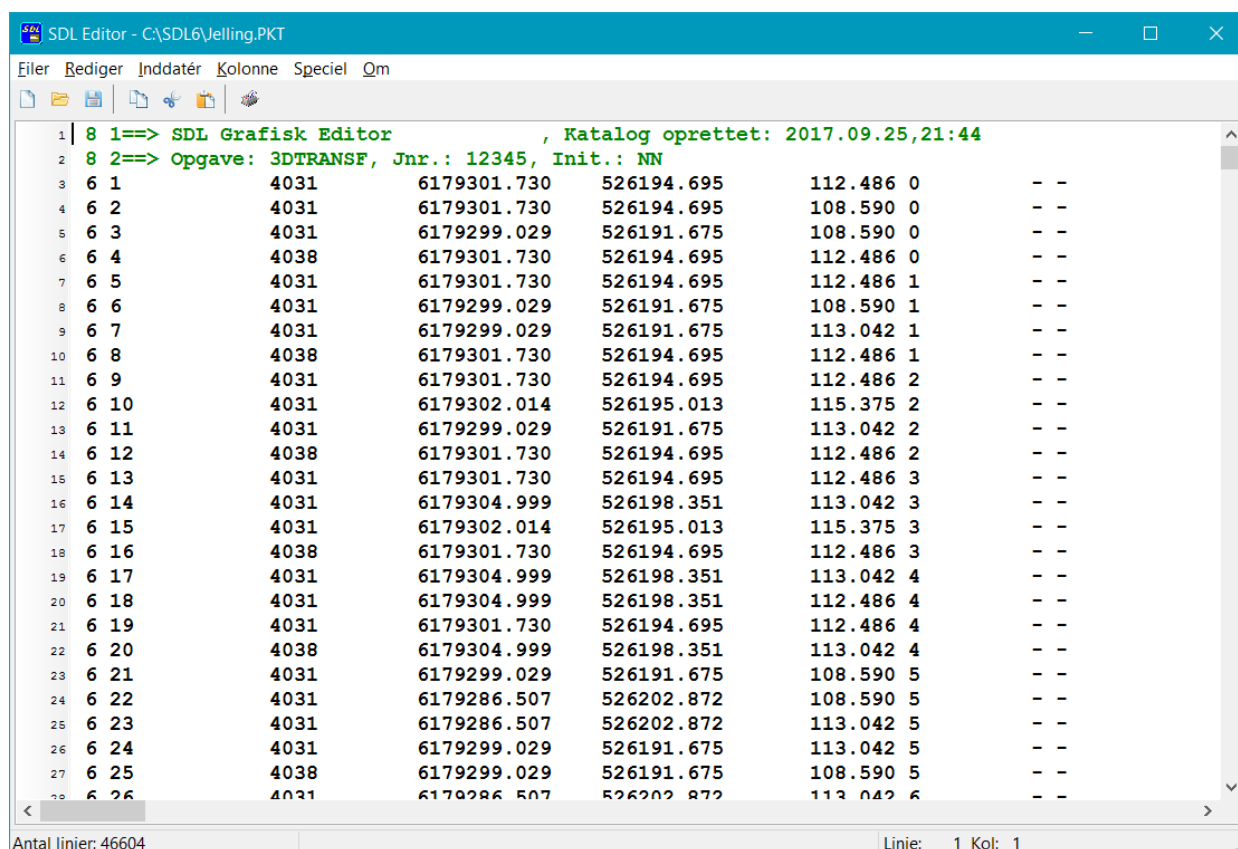 SDL Editor - C:\SDL6\Jelling.PKT
Filer Rediger Inddatér Kolonne Speciel Om
1 8 1==> SDL Grafisk Editor , Katalog oprettet: 2017.09.25,21:44
2 8 2==> Opgave: 3DTRANSF, Jnr.: 12345, Init.: NN
3 6 1 4031 6179301.730 526194.695 112.486 0 - -
4 6 2 4031 6179301.730 526194.695 108.590 0 - -
5 6 3 4031 6179299.029 526191.675 108.590 0 - -
6 6 4 4038 6179301.730 526194.695 112.486 0 - -
7 6 5 4031 6179301.730 526194.695 112.486 1 - -
8 6 6 4031 6179299.029 526191.675 108.590 1 - -
9 6 7 4031 6179299.029 526191.675 113.042 1 - -
10 6 8 4038 6179301.730 526194.695 112.486 1 - -
11 6 9 4031 6179301.730 526194.695 112.486 2 - -
12 6 10 4031 6179302.014 526195.013 115.375 2 - -
13 6 11 4031 6179299.029 526191.675 113.042 2 - -
14 6 12 4038 6179301.730 526194.695 112.486 2 - -
15 6 13 4031 6179301.730 526194.695 112.486 3 - -
16 6 14 4031 6179304.999 526198.351 113.042 3 - -
17 6 15 4031 6179302.014 526195.013 115.375 3 - -
18 6 16 4038 6179301.730 526194.695 112.486 3 - -
19 6 17 4031 6179304.999 526198.351 113.042 4 - -
20 6 18 4031 6179304.999 526198.351 112.486 4 - -
21 6 19 4031 6179301.730 526194.695 112.486 4 - -
22 6 20 4038 6179304.999 526198.351 113.042 4 - -
23 6 21 4031 6179299.029 526191.675 108.590 5 - -
24 6 22 4031 6179286.507 526202.872 108.590 5 - -
25 6 23 4031 6179286.507 526202.872 113.042 5 - -
26 6 24 4031 6179299.029 526191.675 113.042 5 - -
27 6 25 4038 6179299.029 526191.675 108.590 5 - -
28 6 26 4031 6179286.507 526202.872 113.042 6 - -
Antal linier: 46604 Linie: 1 Kol: 1